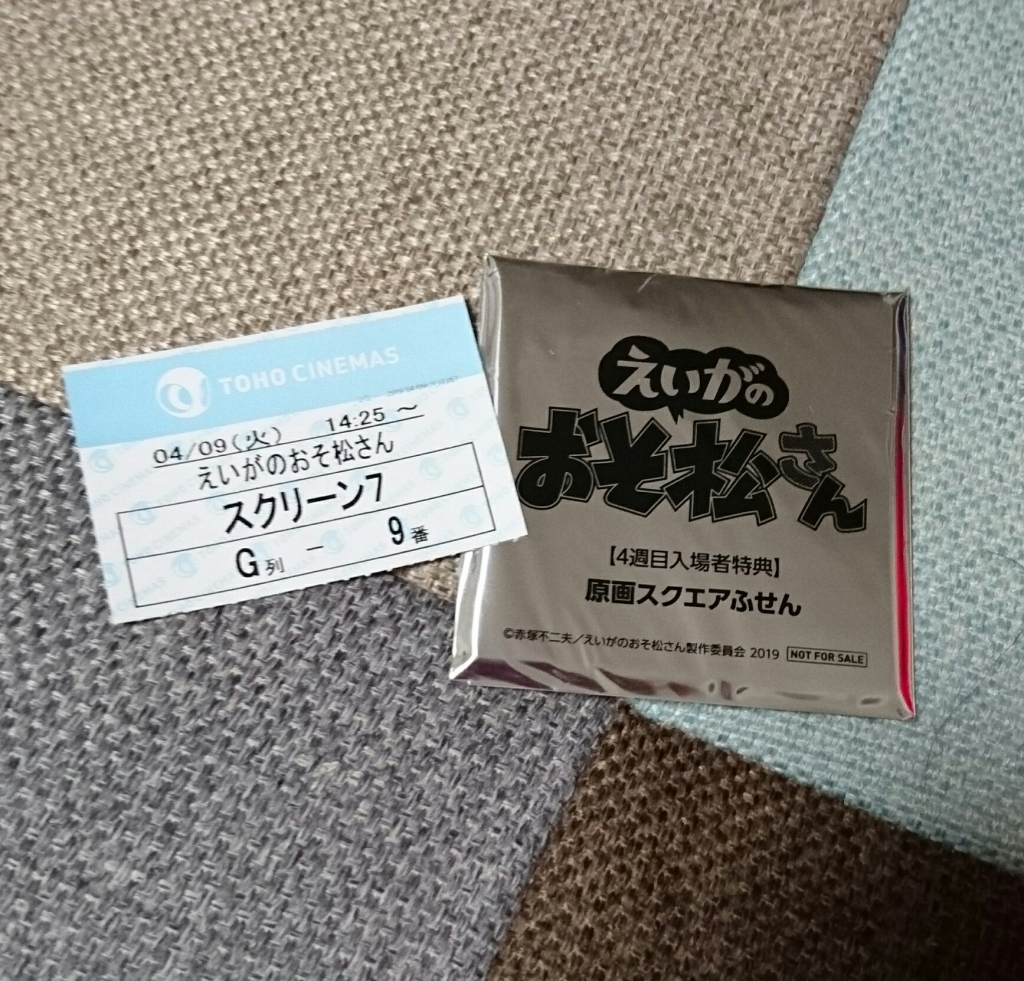 TOHO CINEMAS
04/09(火) 14:25 ～
えいがのおそ松さん
スクリーン7
G列 － 9番
えいがの
おそ松さん
【4週目入場者特典】
原画スクエアふせん
©赤塚不二夫／えいがのおそ松さん製作委員会 2019 NOT FOR SALE